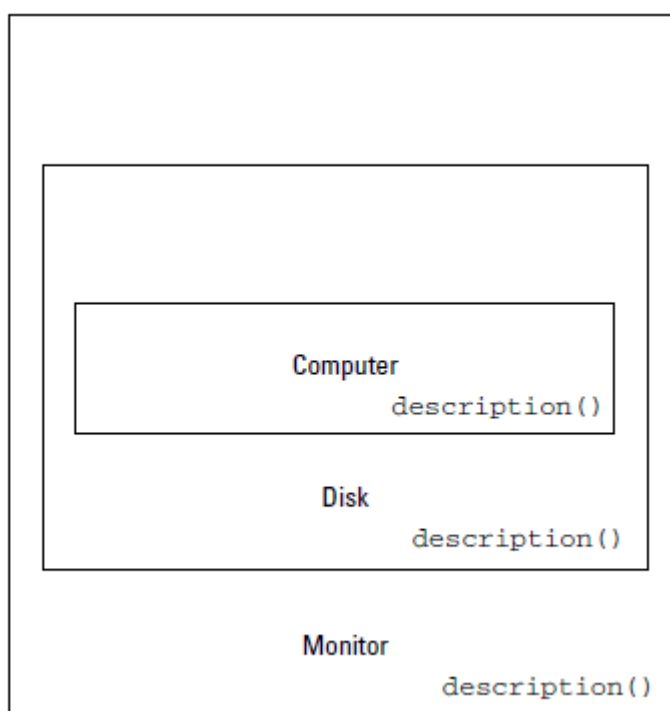 Computer
description()
Disk
description()
Monitor
description()